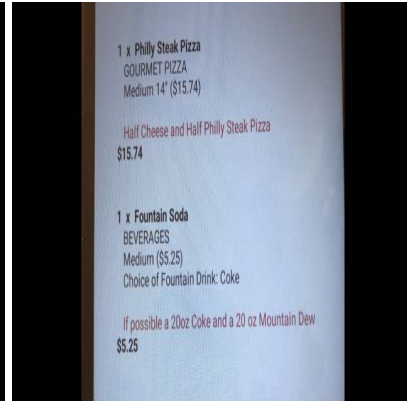 1 x Philly Steak Pizza
GOURMET PIZZA
Medium 14" ($15.74)
Half Cheese and Half Philly Steak Pizza
$15.74
1 x Fountain Soda
BEVERAGES
Medium ($5.25)
Choice of Fountain Drink: Coke
If possible a 20oz Coke and a 20 oz Mountain Dew
$5.25